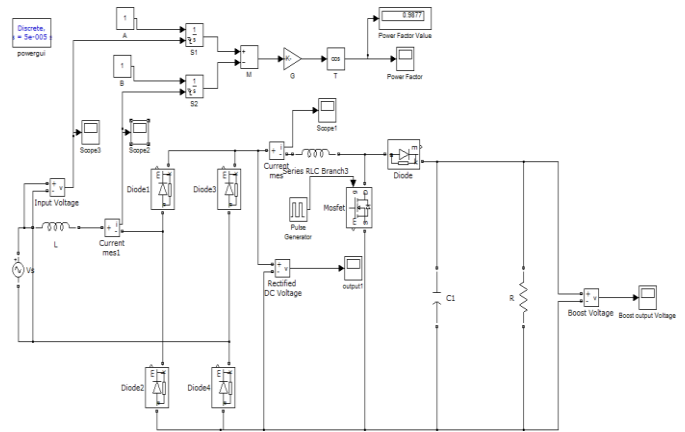 Discrete,
= 5e-005
powergui
1
A
1
s
S1
1
B
1
s
S2
+
-
M
K-
G
cos
T
0.9877
Power Factor Value
Power Factor
Scope3
Scope2
Scope1
Input Voltage
+
-
v
L
Current
mes1
+
-
i
Vs
Diode1
Diode3
Current
mes
Series RLC Branch3
Diode
m
Mosfet
Pulse
Generator
+
-
v
Rectified
DC Voltage
output1
C1
R
+
-
v
Boost Voltage
Boost output Voltage
Diode2
Diode4